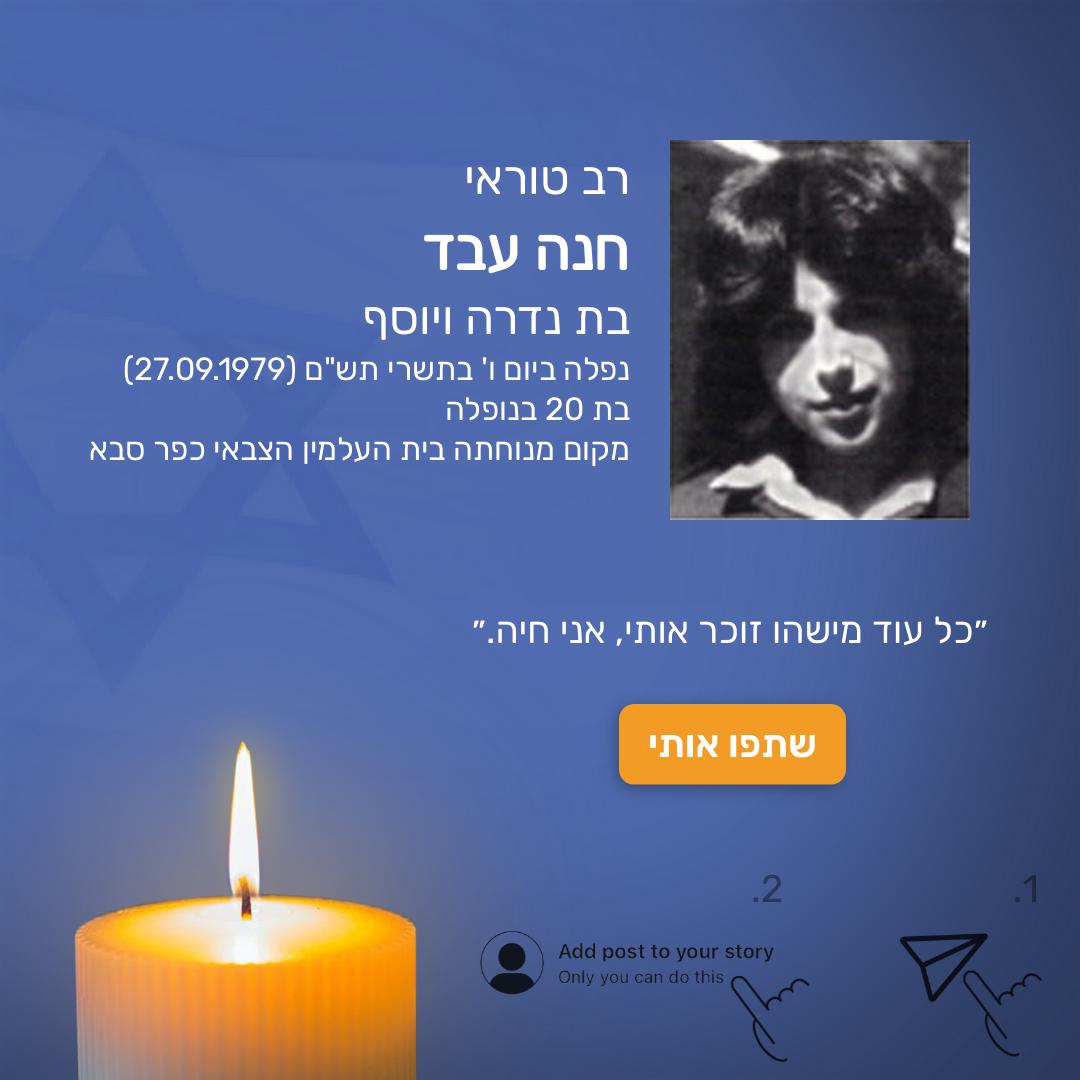 רב טוראי
חנה עבד
בת נדרה ויוסף
נפלה ביום ו' בתשרי תש"ם (27.09.1979)
בת 20 בנופלה
מקום מנוחתה בית העלמין הצבאי כפר סבא
״כל עוד מישהו זוכר אותי, אני חיה.״
שתפו אותי
.1
.2
Add post to your story
Only you can do this